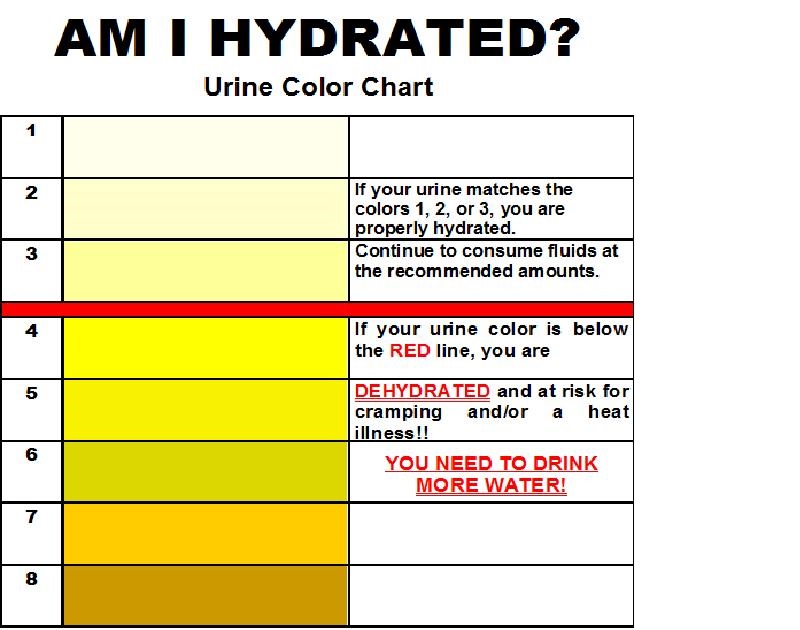 AM I HYDRATED?
Urine Color Chart
1
2
If your urine matches the
colors 1, 2, or 3, you are
properly hydrated.
3
Continue to consume fluids at
the recommended amounts.
4
If your urine color is below
the RED line, you are
5
DEHYDRATED and at risk for
cramping and/or a heat
illness!!
6
YOU NEED TO DRINK
MORE WATER!
7
8